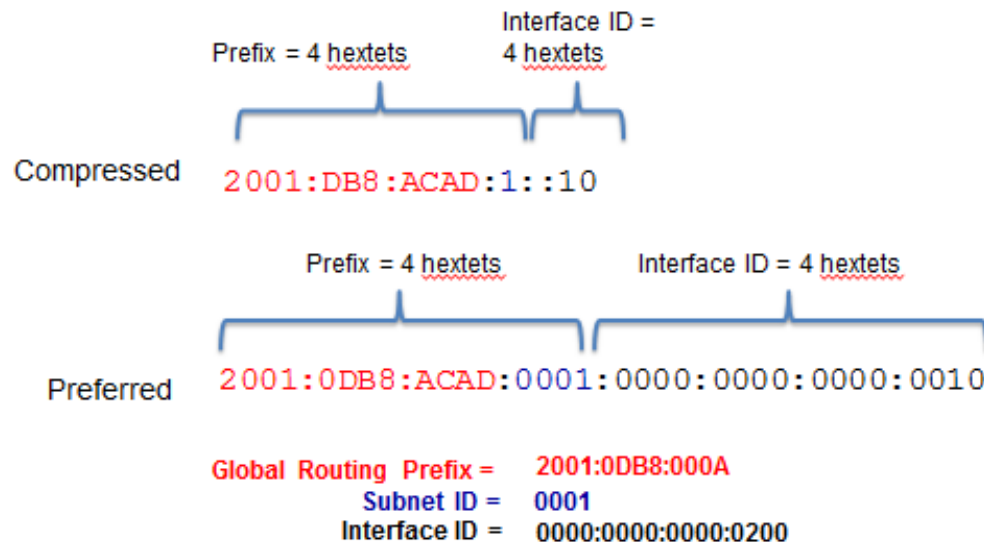 Interface ID =
Prefix = 4 hextets
4 hextets
Compressed
2001:DB8:ACAD:1::10
Prefix = 4 hextets
Interface ID = 4 hextets
Preferred
2001:0DB8:ACAD:0001:0000:0000:0000:0010
Global Routing Prefix = 2001:0DB8:000A
Subnet ID = 0001
Interface ID = 0000:0000:0000:0200